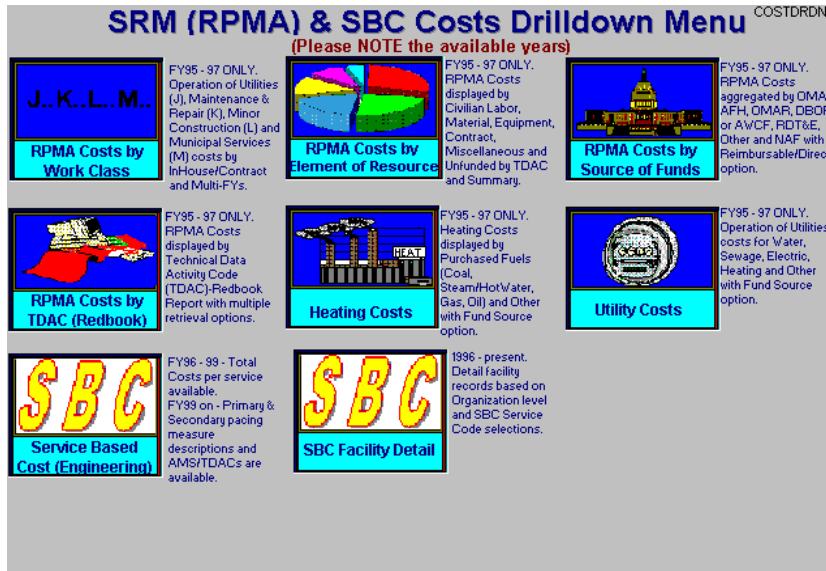 SRM (RPMA) & SBC Costs Drilldown Menu
COSTDRDN
(Please NOTE the available years)
J..K..L..M..
RPMA Costs by
Work Class
FY95 - 97 ONLY.
Operation of Utilities
(J), Maintenance &
Repair (K), Minor
Construction (L) and
Municipal Services
(M) costs by
InHouse/Contract
and Multi-FYs.
RPMA Costs by
Element of Resource
FY95 - 97 ONLY.
RPMA Costs
displayed by
Civilian Labor,
Material, Equipment,
Contract,
Miscellaneous and
Unfunded by TDAC
and Summary.
RPMA Costs by
Source of Funds
FY95 - 97 ONLY.
RPMA Costs
aggregated by OMA,
AFH, OMAR, DBOF
or AWCF, RDT&E,
Other and NAF with
Reimbursable/Direc
option.
RPMA Costs by
TDAC (Redbook)
FY95 - 97 ONLY.
RPMA Costs
displayed by
Technical Data
Activity Code
(TDAC)-Redbook
Report with multiple
retrieval options.
HEAT
Heating Costs
FY95 - 97 ONLY.
Heating Costs
displayed by
Purchased Fuels
(Coal,
Steam/HotWater,
Gas, Oil) and Other
with Fund Source
option.
Utility Costs
FY95 - 97 ONLY.
Operation of Utilities
costs for Water,
Sewage, Electric,
Heating and Other
with Fund Source
option.
SBC
Service Based
Cost (Engineering)
FY96 - 99 - Total
Costs per service
available.
FY99 on - Primary &
Secondary pacing
measure
descriptions and
AMS/TDACs are
available.
SBC
SBC Facility Detail
1996 - present.
Detail facility
records based on
Organization level
and SBC Service
Code selections.